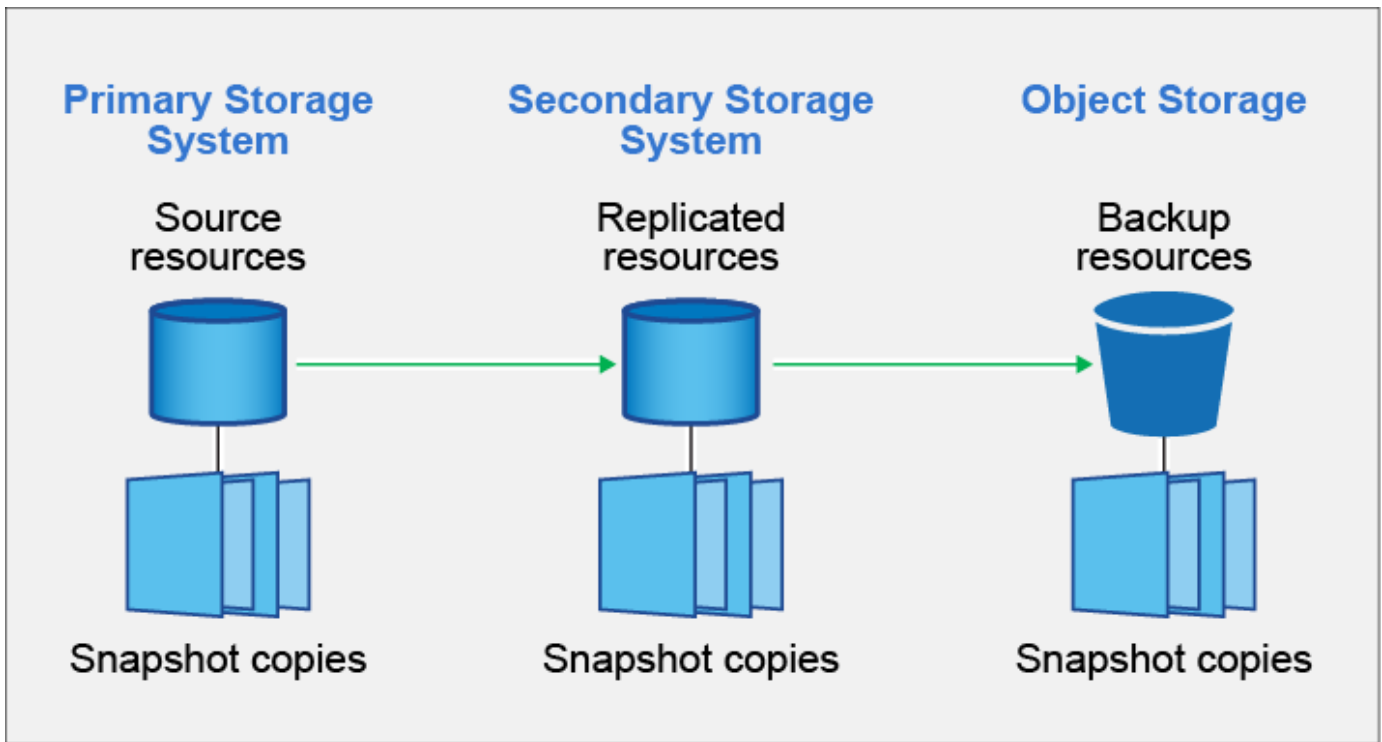 Primary Storage
System
Secondary Storage
System
Object Storage
Source
resources
Replicated
resources
Backup
resources
Snapshot copies
Snapshot copies
Snapshot copies